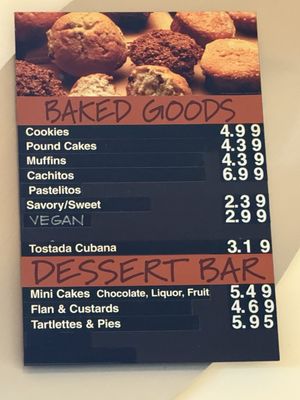 BAKED GOODS
Cookies 4.99
Pound Cakes 4.39
Muffins 4.39
Cachitos 6.99
Pastelitos
Savory/Sweet 2.39
VEGAN 2.99
Tostada Cubana 3.19
DESSERT BAR
Mini Cakes Chocolate, Liquor, Fruit 5.49
Flan & Custards 4.69
Tartlettes & Pies 5.95